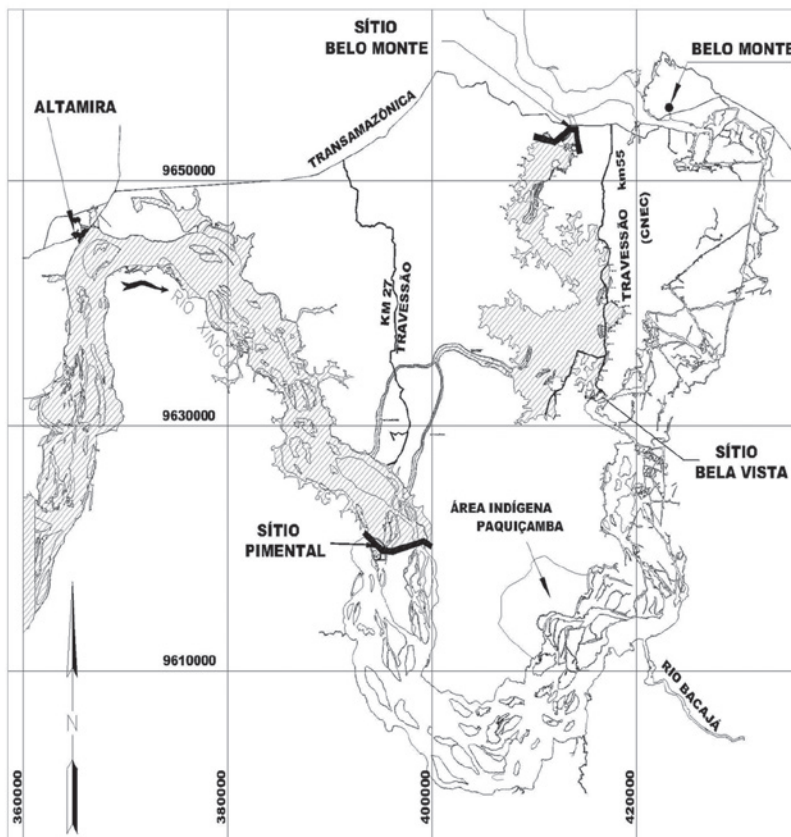 SÍTIO
BELO MONTE
BELO MONTE
ALTAMIRA
TRANSAMAZÔNICA
9650000
TRAVESSÃO km55
(CNEC)
KM 27
TRAVESSÃO
RIO XINGU
9630000
SÍTIO
BELA VISTA
ÁREA INDÍGENA
PAQUIÇAMBA
SÍTIO
PIMENTAL
9610000
RIO BACAJÁ
N
360000
380000
400000
420000